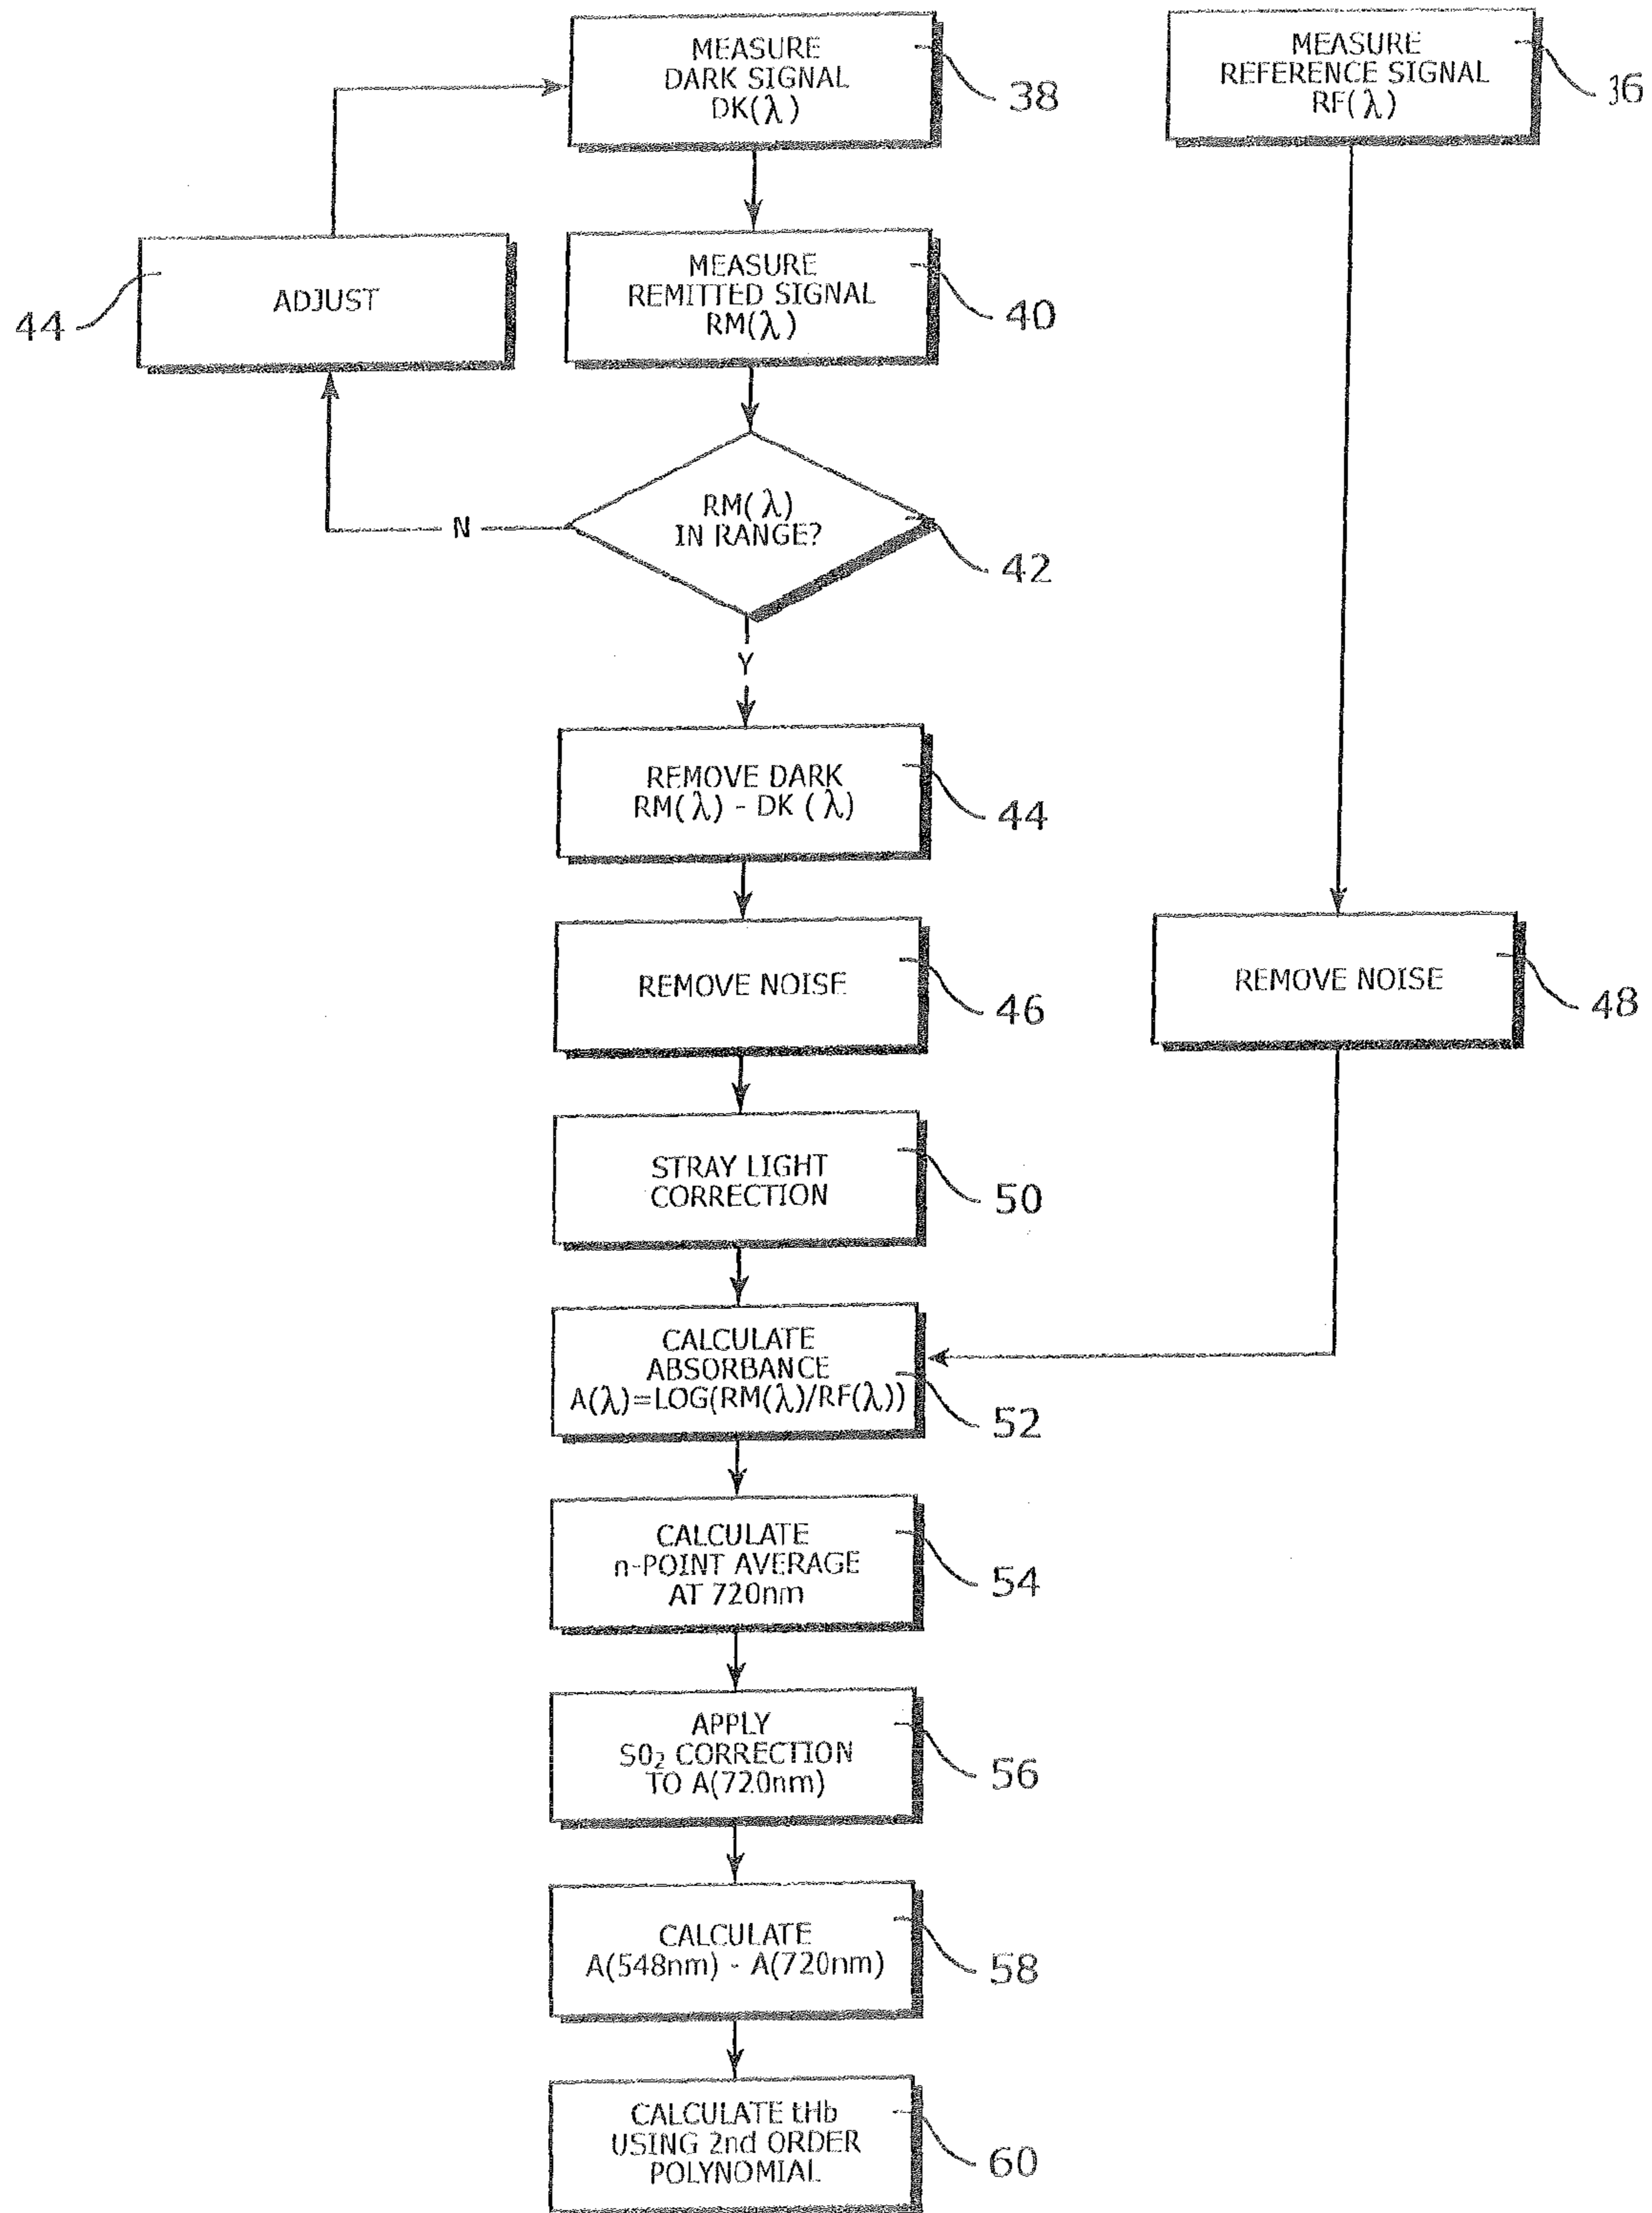 MEASURE
DARK SIGNAL
DK(λ)
38
MEASURE
REFERENCE SIGNAL
RF(λ)
36
ADJUST
44
MEASURE
REMITTED SIGNAL
RM(λ)
40
RM(λ)
IN RANGE?
42
N
Y
REMOVE DARK
RM(λ) - DK (λ)
44
REMOVE NOISE
46
REMOVE NOISE
48
STRAY LIGHT
CORRECTION
50
CALCULATE
ABSORBANCE
A(λ)=LOG(RM(λ)/RF(λ))
52
CALCULATE
n-POINT AVERAGE
AT 720nm
54
APPLY
SO₂ CORRECTION
TO A(720nm)
56
CALCULATE
A(548nm) - A(720nm)
58
CALCULATE tHb
USING 2nd ORDER
POLYNOMIAL
60